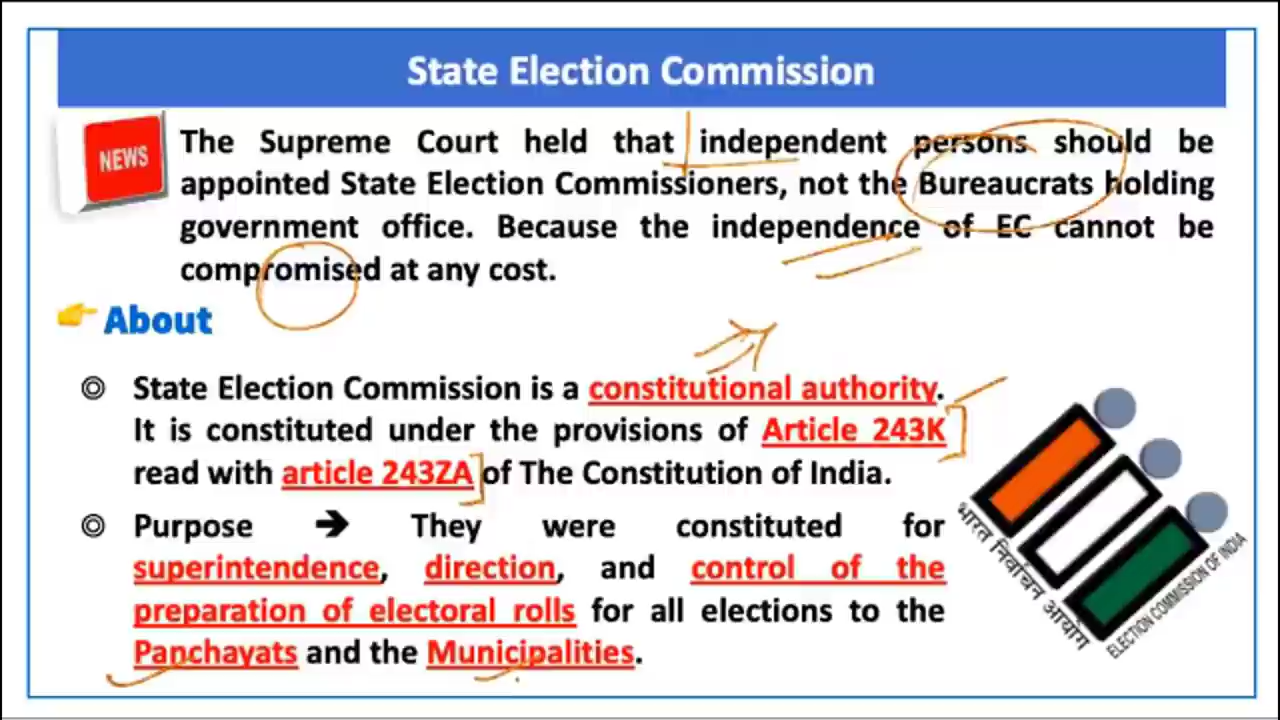 State Election Commission
NEWS
The Supreme Court held that independent persons should be
appointed State Election Commissioners, not the Bureaucrats holding
government office. Because the independence of EC cannot be
compromised at any cost.
About
◎ State Election Commission is a constitutional authority.
It is constituted under the provisions of Article 243K
read with article 243ZA of The Constitution of India.
◎ Purpose ➔ They were constituted for
superintendence, direction, and control of the
preparation of electoral rolls for all elections to the
Panchayats and the Municipalities.
भारत निर्वाचन आयोग
ELECTION COMMISSION OF INDIA